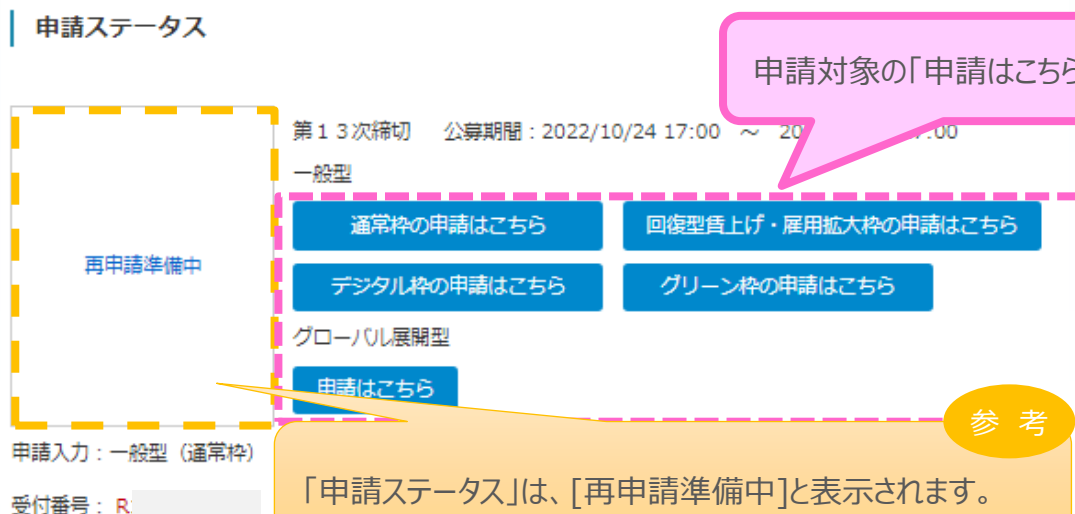 申請ステータス
申請対象の「申請はこちら
第13次締切 公募期間：2022/10/24 17:00 ～ 20 :00
一般型
通常枠の申請はこちら
回復型賃上げ・雇用拡大枠の申請はこちら
再申請準備中
デジタル枠の申請はこちら
グリーン枠の申請はこちら
グローバル展開型
申請はこちら
参 考
申請入力：一般型（通常枠）
「申請ステータス」は、[再申請準備中]と表示されます。
受付番号： R